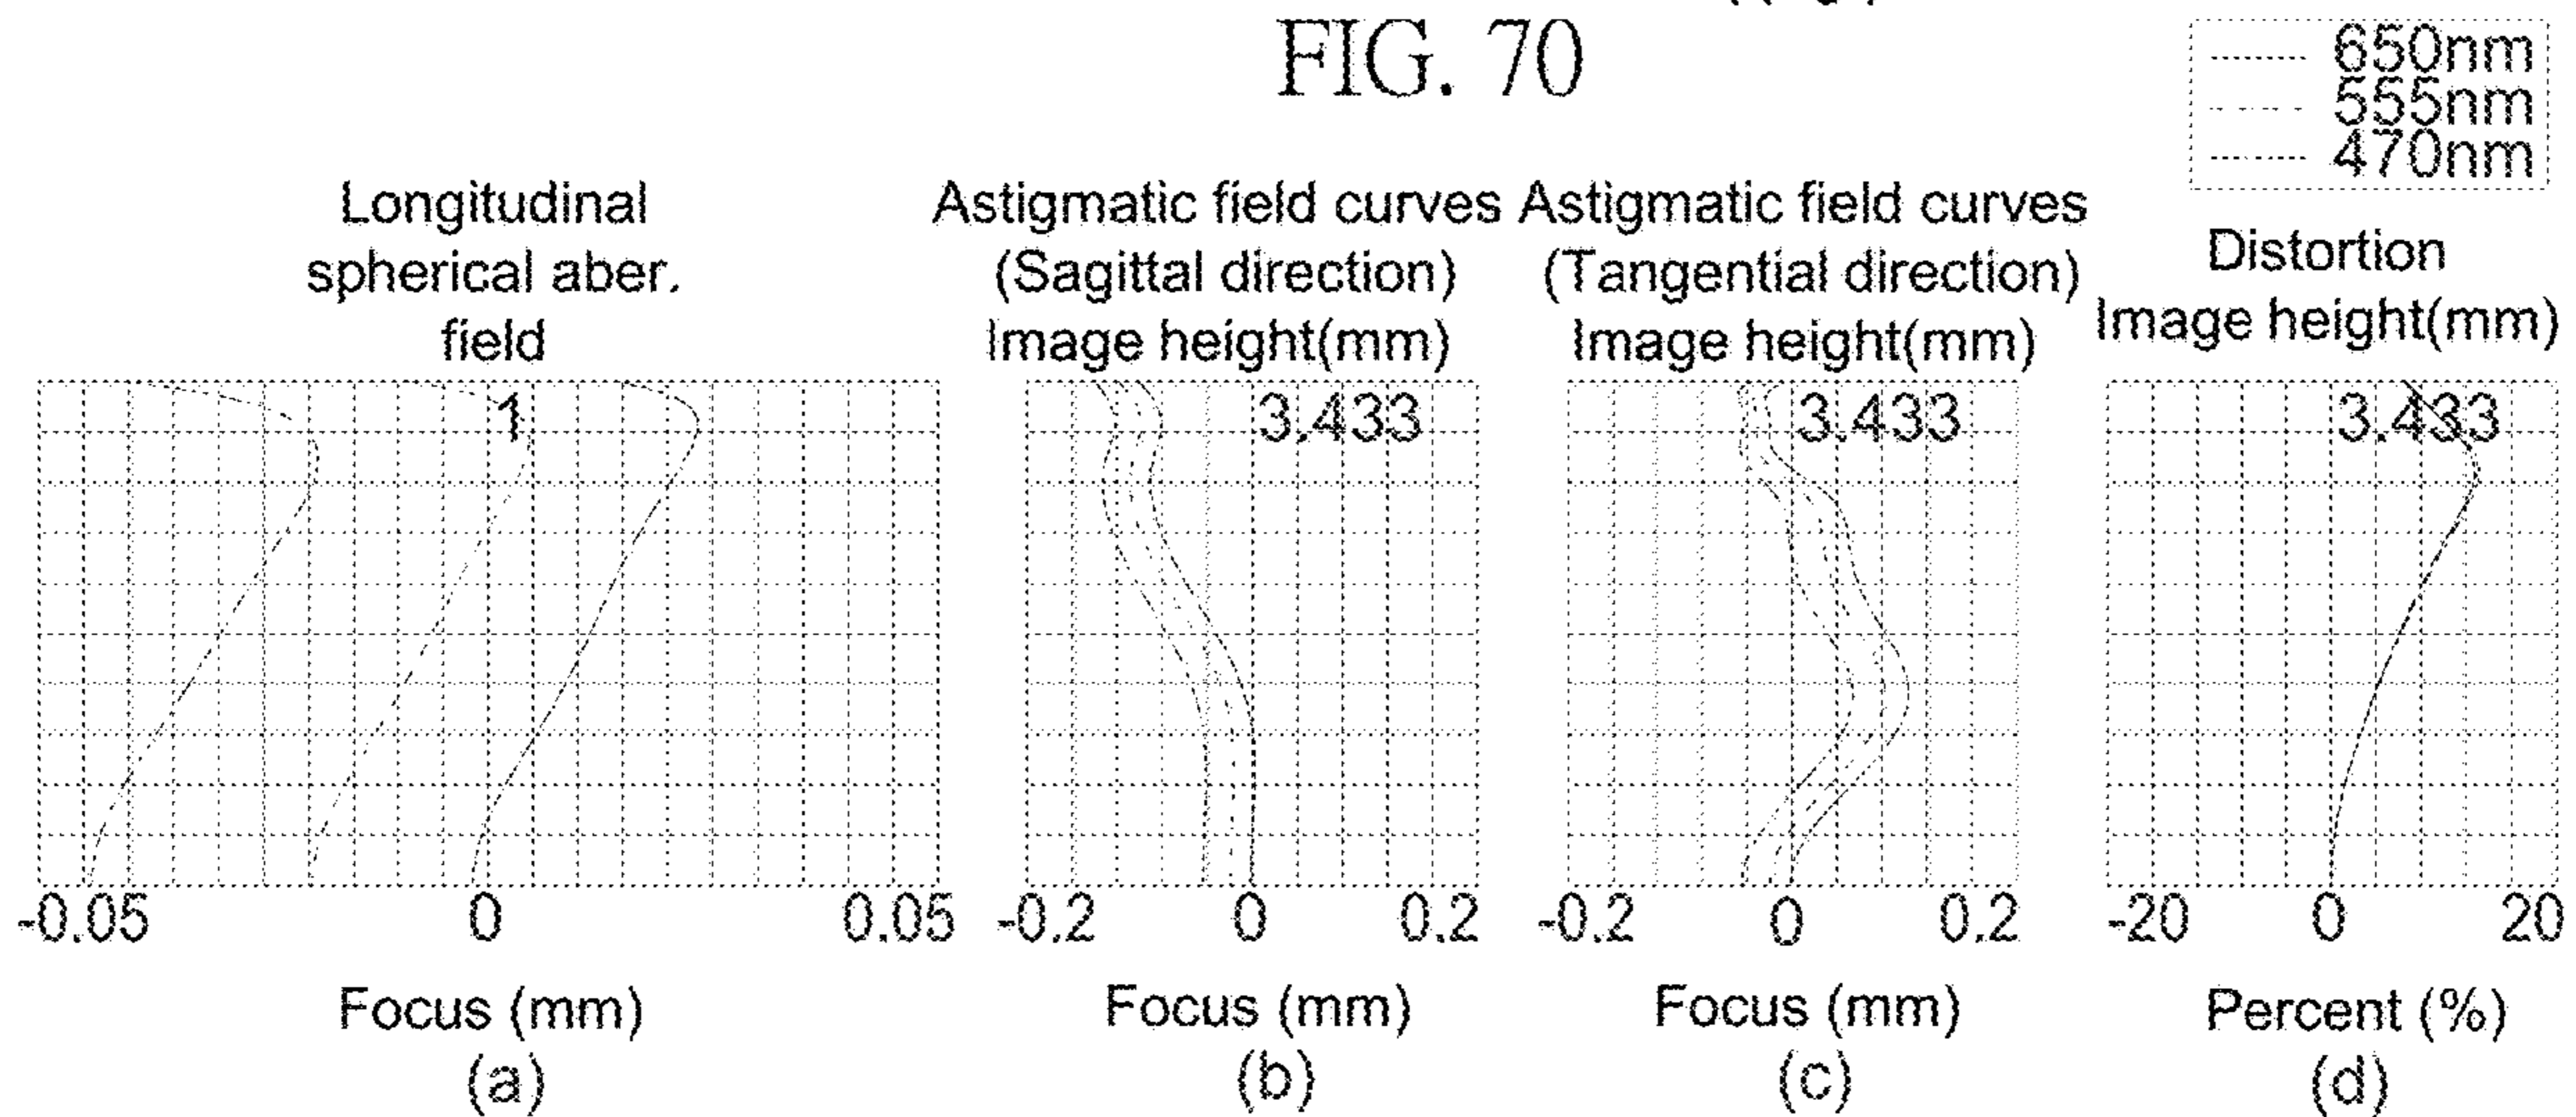 FIG. 70
650nm
555nm
470nm
Longitudinal
spherical aber.
field
Astigmatic field curves
(Sagittal direction)
Image height(mm)
Astigmatic field curves
(Tangential direction)
Image height(mm)
Distortion
Image height(mm)
1
3.433
3.433
3.433
-0.05 0 0.05
-0.2 0 0.2
-0.2 0 0.2
-20 0 20
Focus (mm)
Focus (mm)
Focus (mm)
Percent (%)
(a)
(b)
(c)
(d)